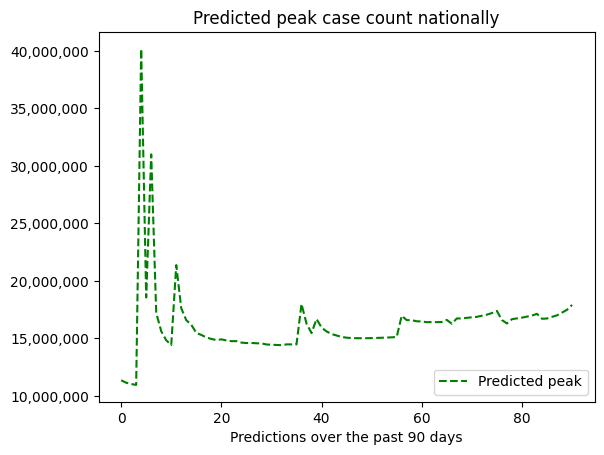 Predicted peak case count nationally
40,000,000
35,000,000
30,000,000
25,000,000
20,000,000
15,000,000
10,000,000
Predicted peak
0 20 40 60 80
Predictions over the past 90 days